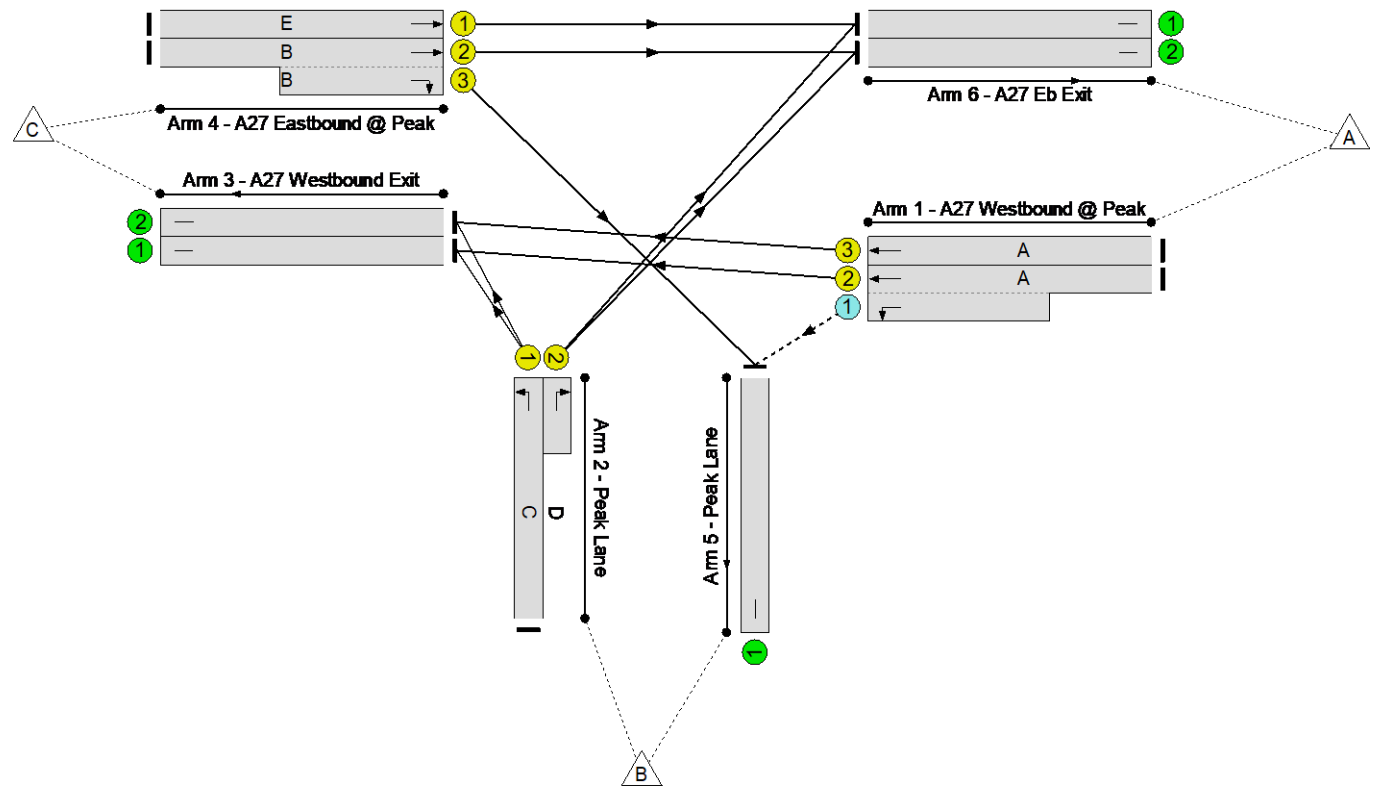 E
1
B
2
B
3
Arm 4 - A27 Eastbound @ Peak
1
2
Arm 6 - A27 Eb Exit
C
A
Arm 3 - A27 Westbound Exit
2
1
Arm 1 - A27 Westbound @ Peak
3
A
2
A
1
1
2
C
D
Arm 2 - Peak Lane
Arm 5 - Peak Lane
1
B